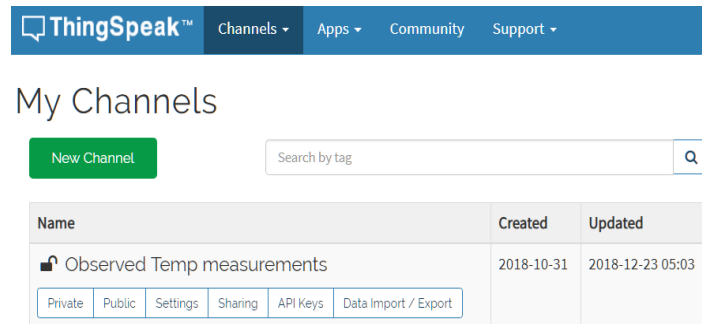 ThingSpeak™ Channels Apps Community Support
My Channels
New Channel Search by tag
Name Created Updated
Observed Temp measurements 2018-10-31 2018-12-23 05:03
Private Public Settings Sharing API Keys Data Import / Export